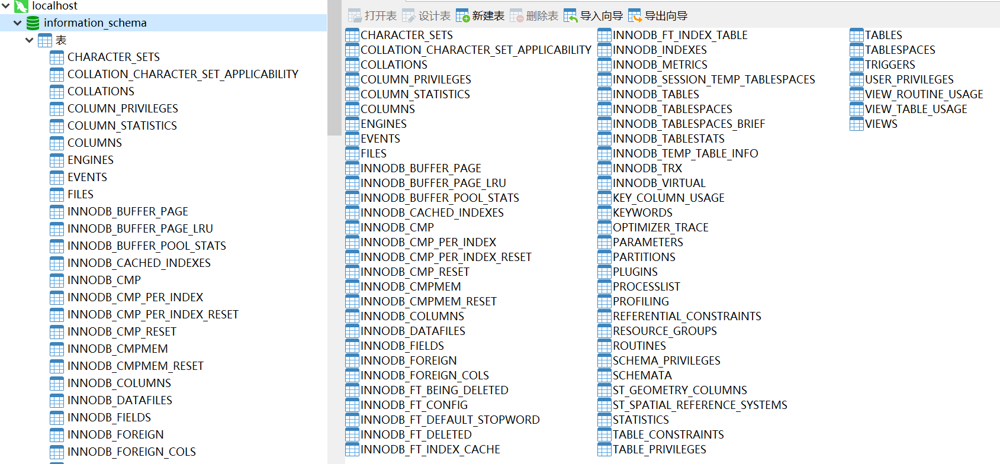 localhost
information_schema
表
CHARACTER_SETS
COLLATION_CHARACTER_SET_APPLICABILITY
COLLATIONS
COLUMN_PRIVILEGES
COLUMN_STATISTICS
COLUMNS
ENGINES
EVENTS
FILES
INNODB_BUFFER_PAGE
INNODB_BUFFER_PAGE_LRU
INNODB_BUFFER_POOL_STATS
INNODB_CACHED_INDEXES
INNODB_CMP
INNODB_CMP_PER_INDEX
INNODB_CMP_PER_INDEX_RESET
INNODB_CMP_RESET
INNODB_CMPMEM
INNODB_CMPMEM_RESET
INNODB_COLUMNS
INNODB_DATAFILES
INNODB_FIELDS
INNODB_FOREIGN
INNODB_FOREIGN_COLS
打开表 设计表 新建表 删除表 导入向导 导出向导
CHARACTER_SETS
COLLATION_CHARACTER_SET_APPLICABILITY
COLLATIONS
COLUMN_PRIVILEGES
COLUMN_STATISTICS
COLUMNS
ENGINES
EVENTS
FILES
INNODB_BUFFER_PAGE
INNODB_BUFFER_PAGE_LRU
INNODB_BUFFER_POOL_STATS
INNODB_CACHED_INDEXES
INNODB_CMP
INNODB_CMP_PER_INDEX
INNODB_CMP_PER_INDEX_RESET
INNODB_CMP_RESET
INNODB_CMPMEM
INNODB_CMPMEM_RESET
INNODB_COLUMNS
INNODB_DATAFILES
INNODB_FIELDS
INNODB_FOREIGN
INNODB_FOREIGN_COLS
INNODB_FT_BEING_DELETED
INNODB_FT_CONFIG
INNODB_FT_DEFAULT_STOPWORD
INNODB_FT_DELETED
INNODB_FT_INDEX_CACHE
INNODB_FT_INDEX_TABLE
INNODB_INDEXES
INNODB_METRICS
INNODB_SESSION_TEMP_TABLESPACES
INNODB_TABLES
INNODB_TABLESPACES
INNODB_TABLESPACES_BRIEF
INNODB_TABLESTATS
INNODB_TEMP_TABLE_INFO
INNODB_TRX
INNODB_VIRTUAL
KEY_COLUMN_USAGE
KEYWORDS
OPTIMIZER_TRACE
PARAMETERS
PARTITIONS
PLUGINS
PROCESSLIST
PROFILING
REFERENTIAL_CONSTRAINTS
RESOURCE_GROUPS
ROUTINES
SCHEMA_PRIVILEGES
SCHEMATA
ST_GEOMETRY_COLUMNS
ST_SPATIAL_REFERENCE_SYSTEMS
STATISTICS
TABLE_CONSTRAINTS
TABLE_PRIVILEGES
TABLES
TABLESPACES
TRIGGERS
USER_PRIVILEGES
VIEW_ROUTINE_USAGE
VIEW_TABLE_USAGE
VIEWS